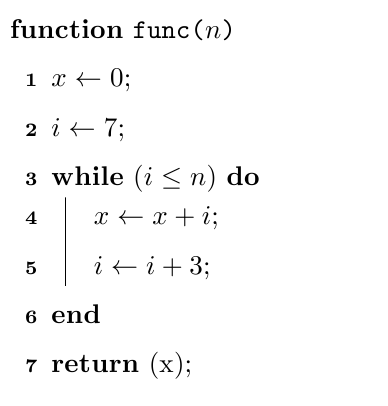 function func(n)
1 x ← 0;
2 i ← 7;
3 while (i ≤ n) do
4 x ← x + i;
5 i ← i + 3;
6 end
7 return (x);